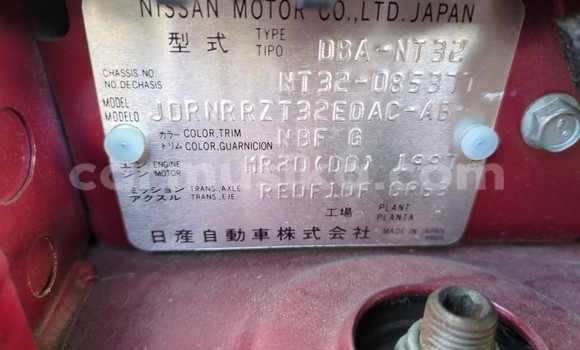 NISSAN MOTOR CO.,LTD.JAPAN
型式 TYPE TIPO DBA-NT32
CHASSIS NO. NO.DECHASIS NT32-085377
MODEL MODELO JDRNRRZT32EDAC-AB-
カラー COLOR,TRIM トリム COLOR,GUARNICION NBF G
エンジン ENGINE MOTOR MR20(DD) 1997
ミッション TRANS.,AXLE アクスル TRANS.,EJE RE0F10F GR63
工場 PLANT PLANTA
日産自動車株式会社 MADE IN JAPAN